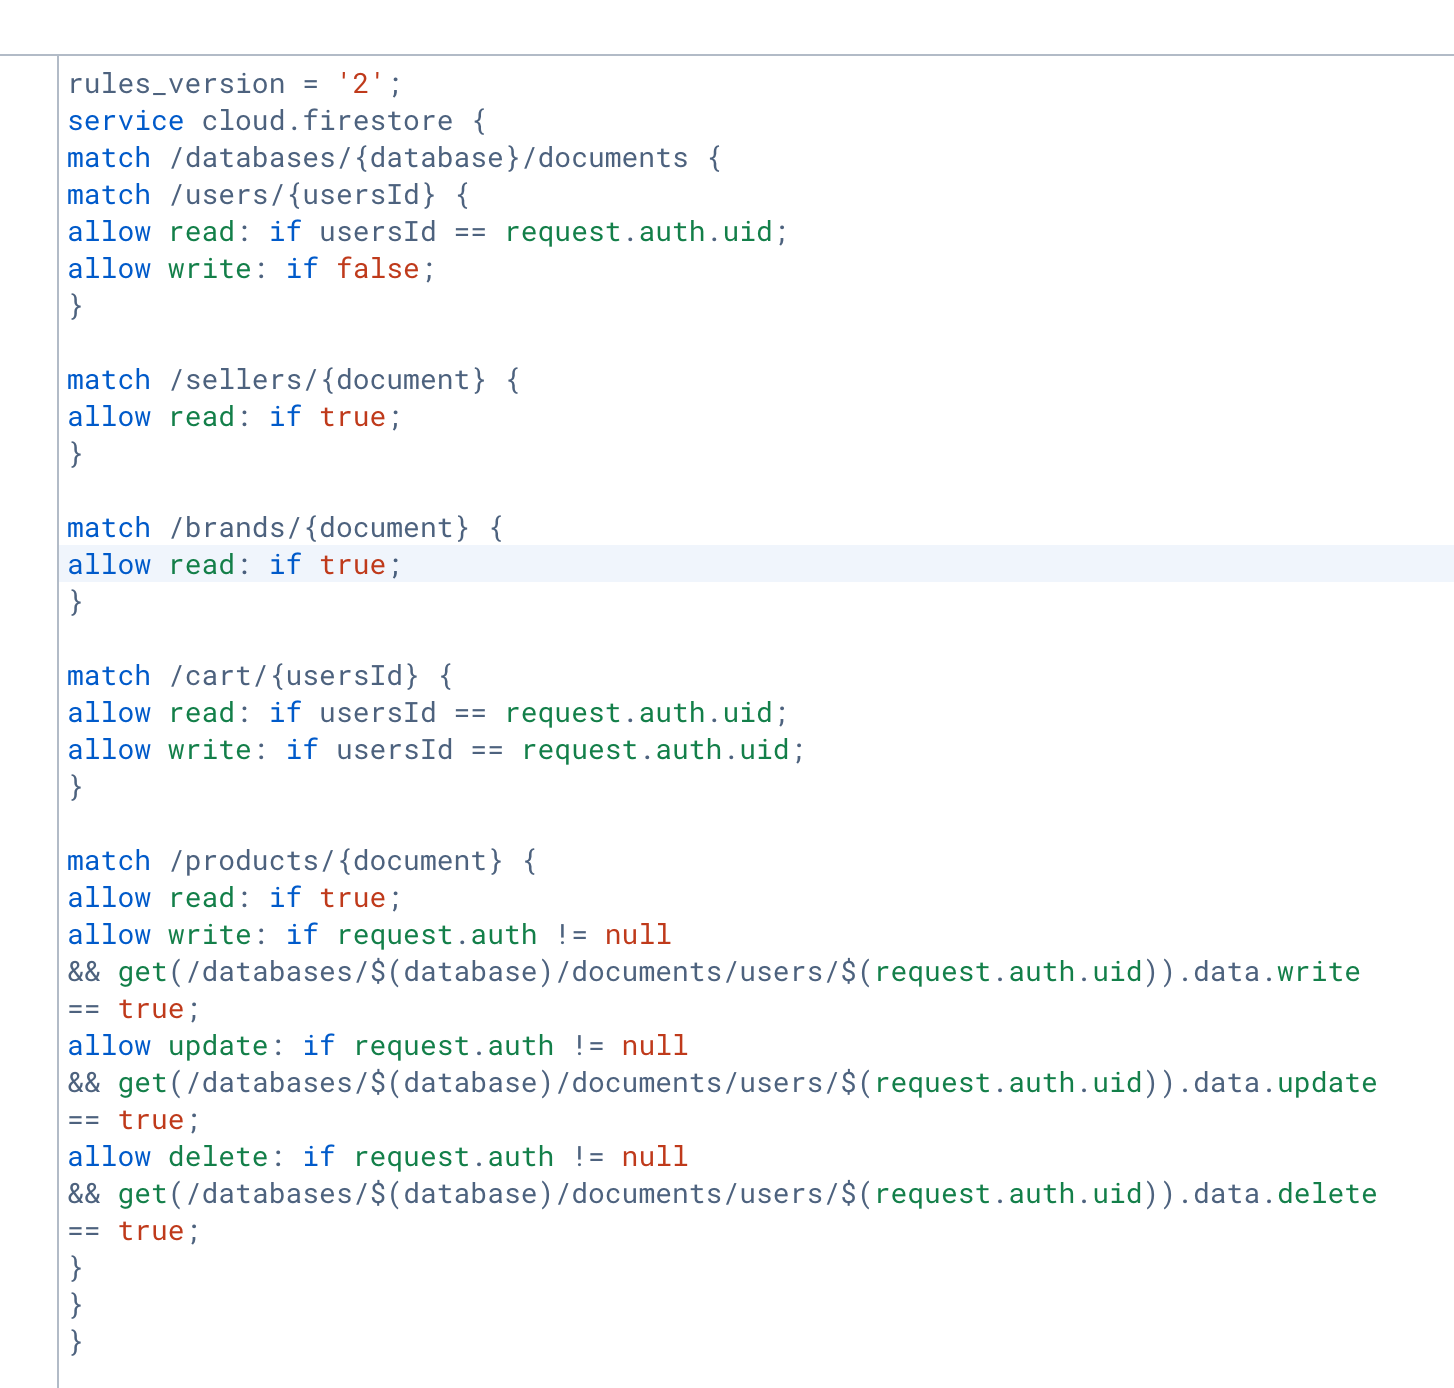 rules_version = '2';
service cloud.firestore {
match /databases/{database}/documents {
match /users/{usersId} {
allow read: if usersId == request.auth.uid;
allow write: if false;
}
match /sellers/{document} {
allow read: if true;
}
match /brands/{document} {
allow read: if true;
}
match /cart/{usersId} {
allow read: if usersId == request.auth.uid;
allow write: if usersId == request.auth.uid;
}
match /products/{document} {
allow read: if true;
allow write: if request.auth != null
&& get(/databases/$(database)/documents/users/$(request.auth.uid)).data.write
== true;
allow update: if request.auth != null
&& get(/databases/$(database)/documents/users/$(request.auth.uid)).data.update
== true;
allow delete: if request.auth != null
&& get(/databases/$(database)/documents/users/$(request.auth.uid)).data.delete
== true;
}
}
}